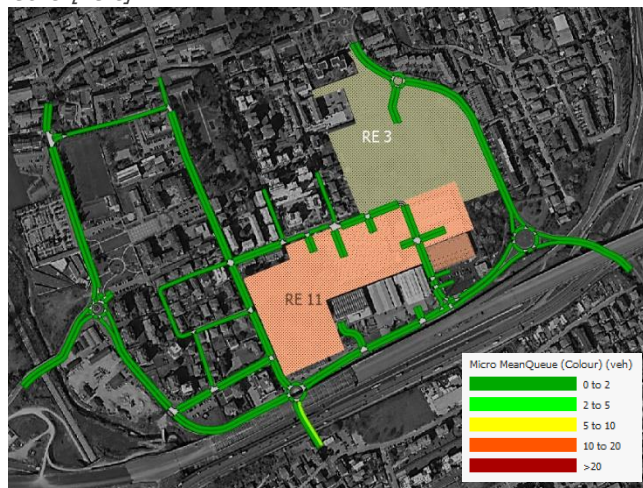 RE 3
RE 11
Micro MeanQueue (Colour) (veh)
0 to 2
2 to 5
5 to 10
10 to 20
>20